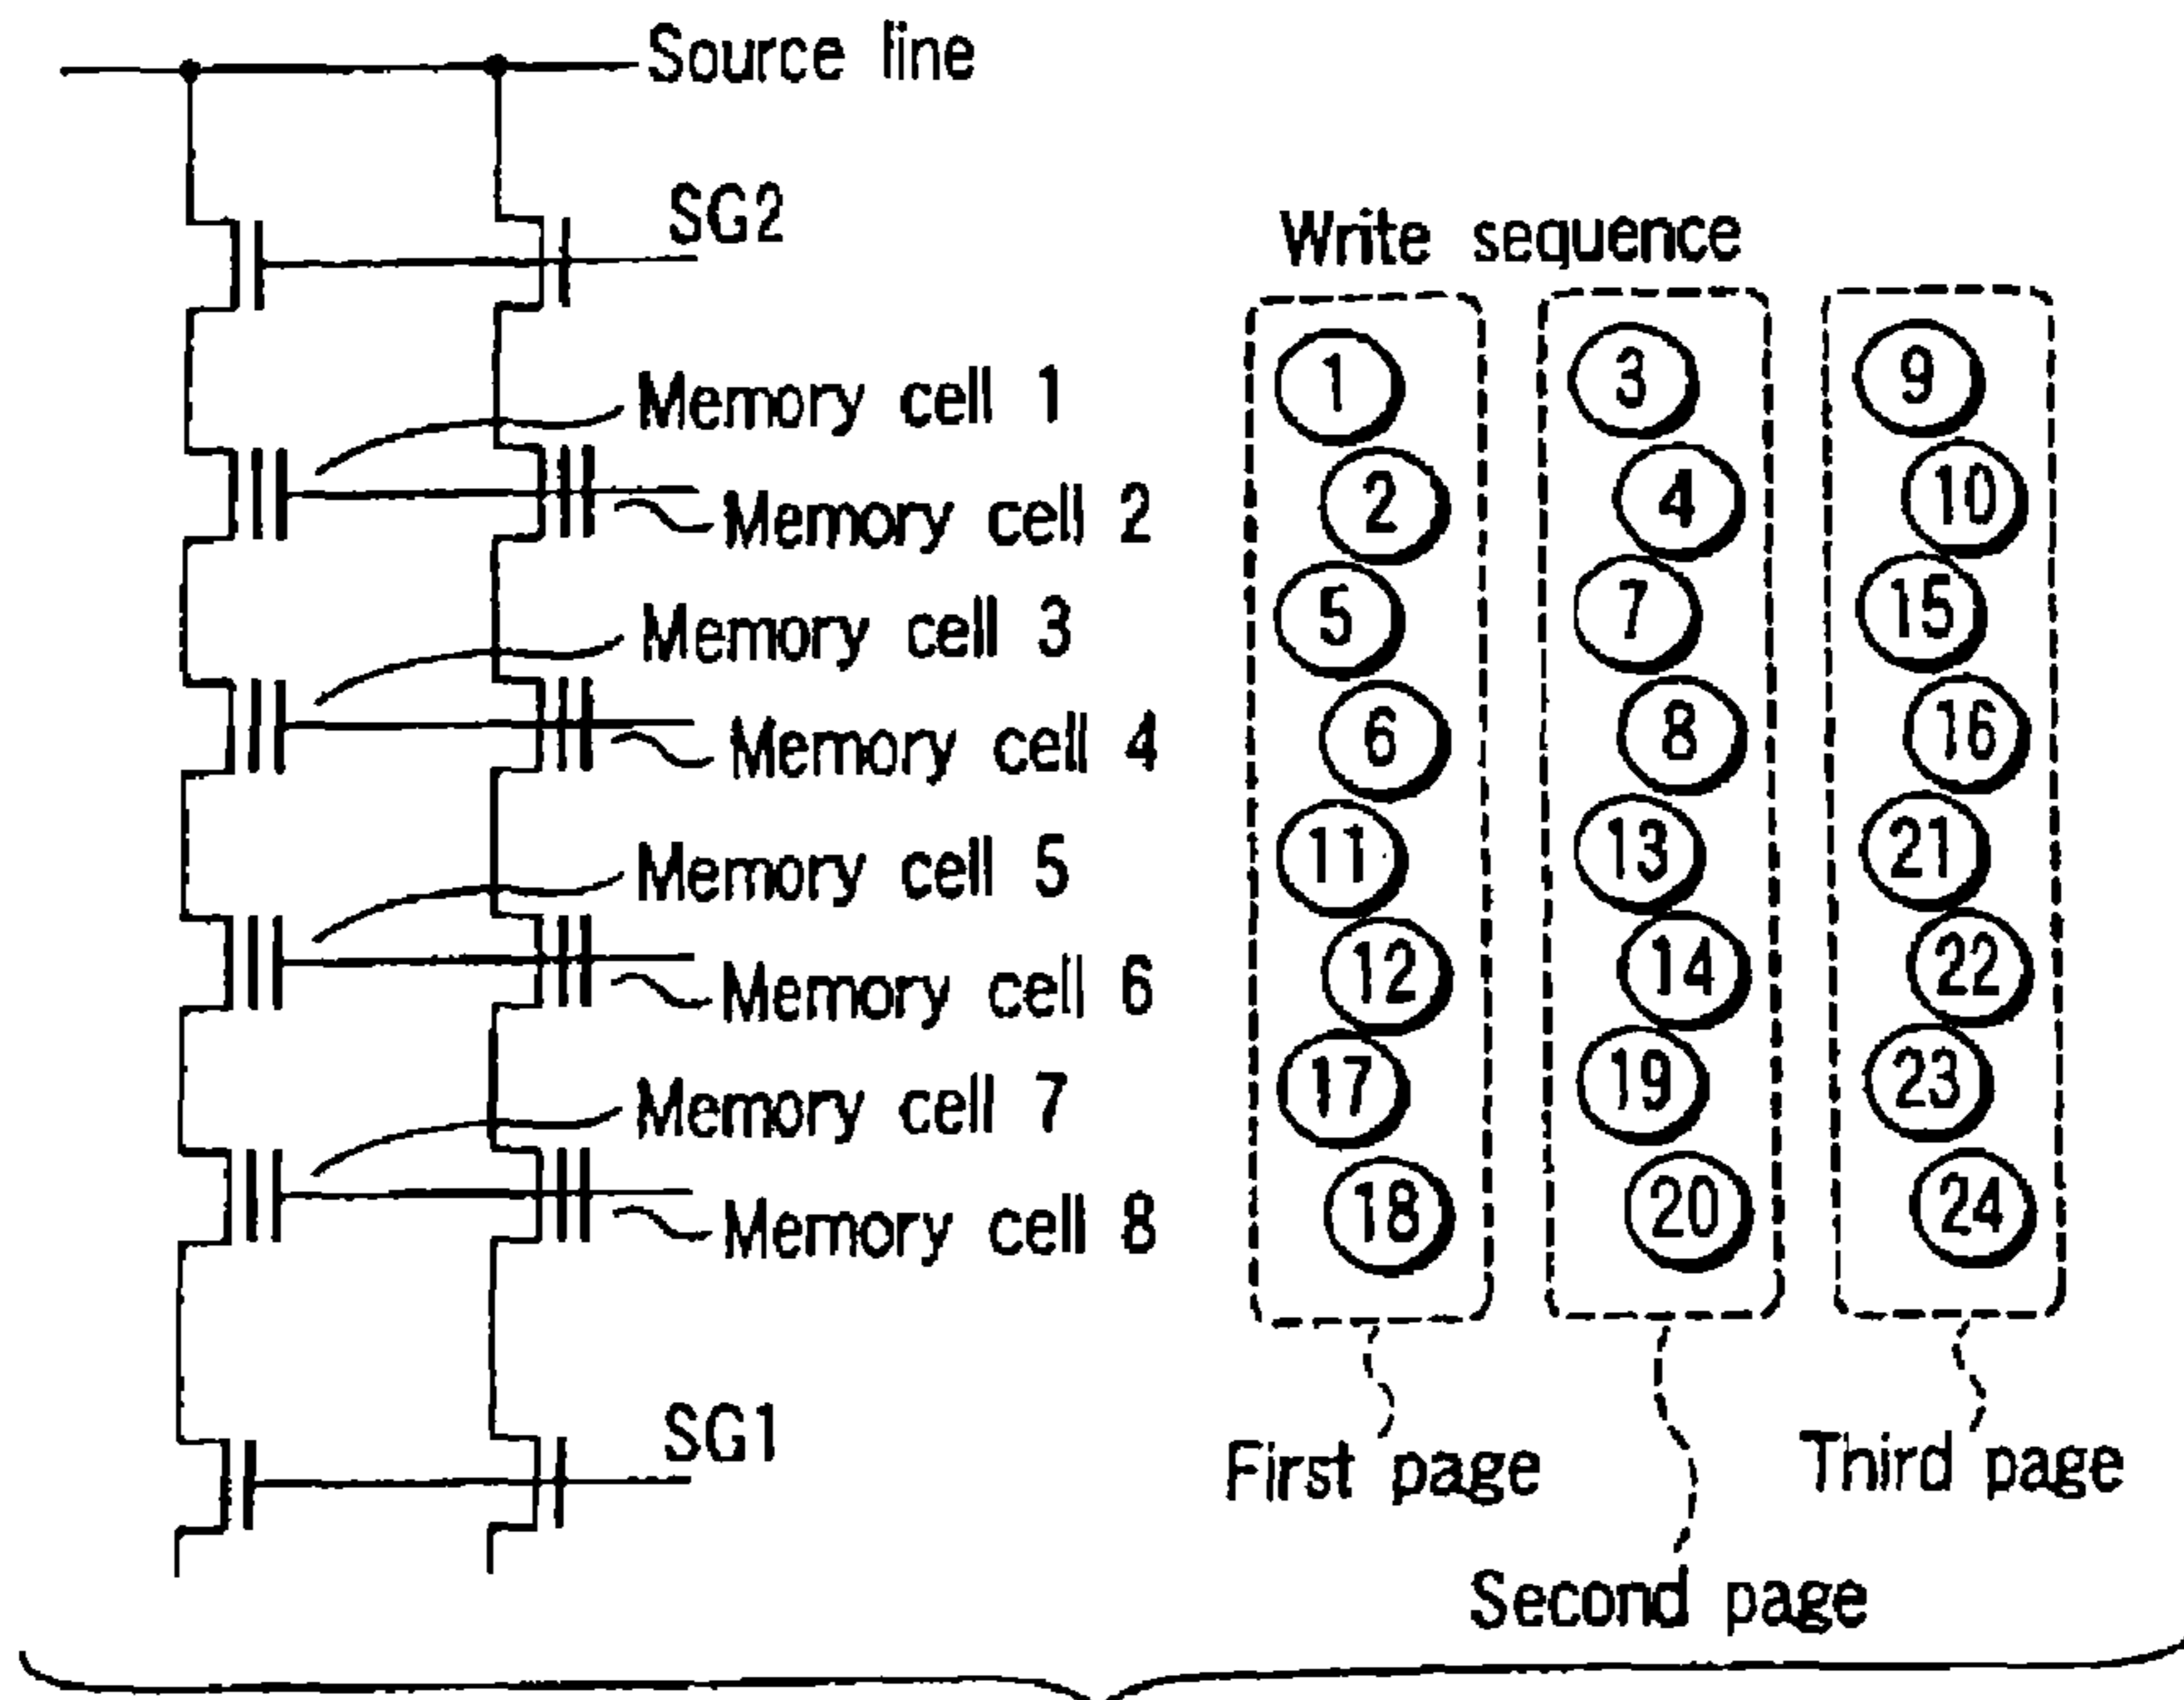 Source line
SG2
Write sequence
Memory cell 1
Memory cell 2
Memory cell 3
Memory cell 4
Memory cell 5
Memory cell 6
Memory cell 7
Memory cell 8
SG1
1 3 9
2 4 10
5 7 15
6 8 16
11 13 21
12 14 22
17 19 23
18 20 24
First page
Third page
Second page